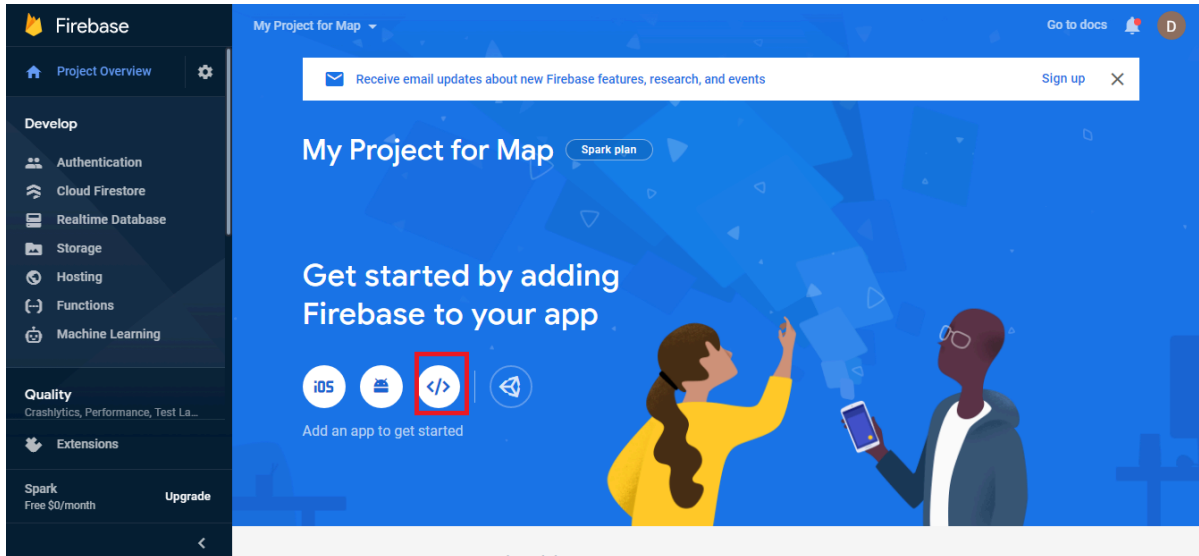 Firebase
My Project for Map
Go to docs
D
Project Overview
Receive email updates about new Firebase features, research, and events
Sign up
Develop
Authentication
Cloud Firestore
Realtime Database
Storage
Hosting
Functions
Machine Learning
Quality
Crashlytics, Performance, Test La...
Extensions
Spark
Free $0/month
Upgrade
My Project for Map
Spark plan
Get started by adding
Firebase to your app
iOS
</>
Add an app to get started